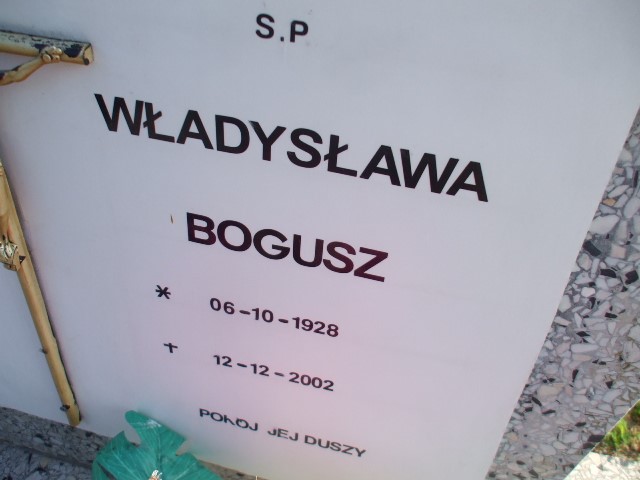 S.P
WŁADYSŁAWA
BOGUSZ
* 06-10-1928
✝ 12-12-2002
POKÓJ JEJ DUSZY